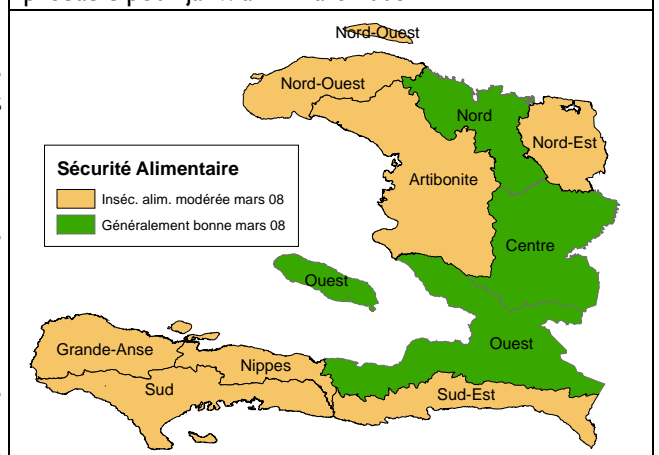 Nord-Ouest
Nord-Ouest
Nord
Nord-Est
Sécurité Alimentaire
Inséc. alim. modérée mars 08
Généralement bonne mars 08
Artibonite
Centre
Ouest
Ouest
Grande-Anse
Nippes
Sud
Sud-Est